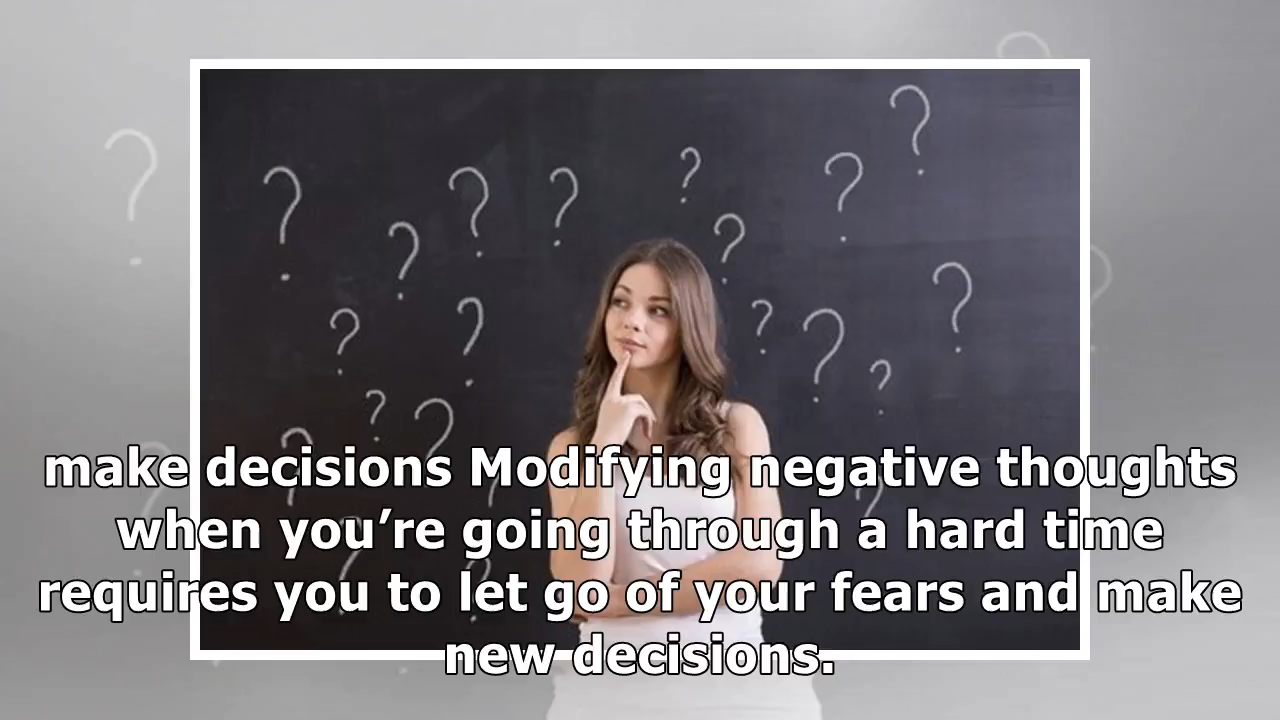 make decisions Modifying negative thoughts
when you’re going through a hard time
requires you to let go of your fears and make
new decisions.